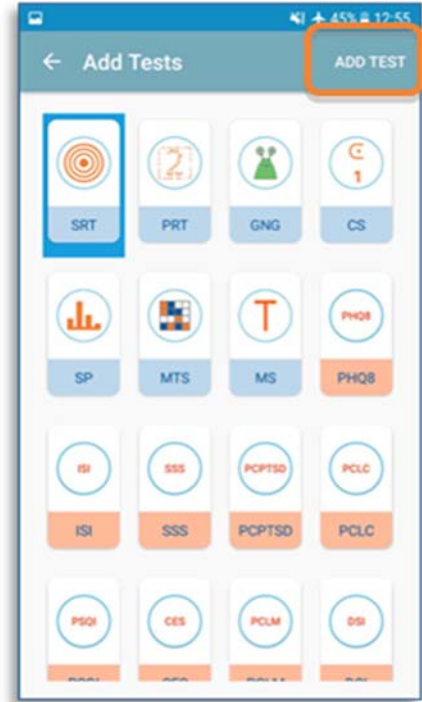 45% 12:55
Add Tests ADD TEST
SRT PRT GNG CS
SP MTS MS PHQ8
PHQ8
ISI SSS PCPTSD PCLC
ISI SSS PCPTSD PCLC
PSQI CES PCLM DSI